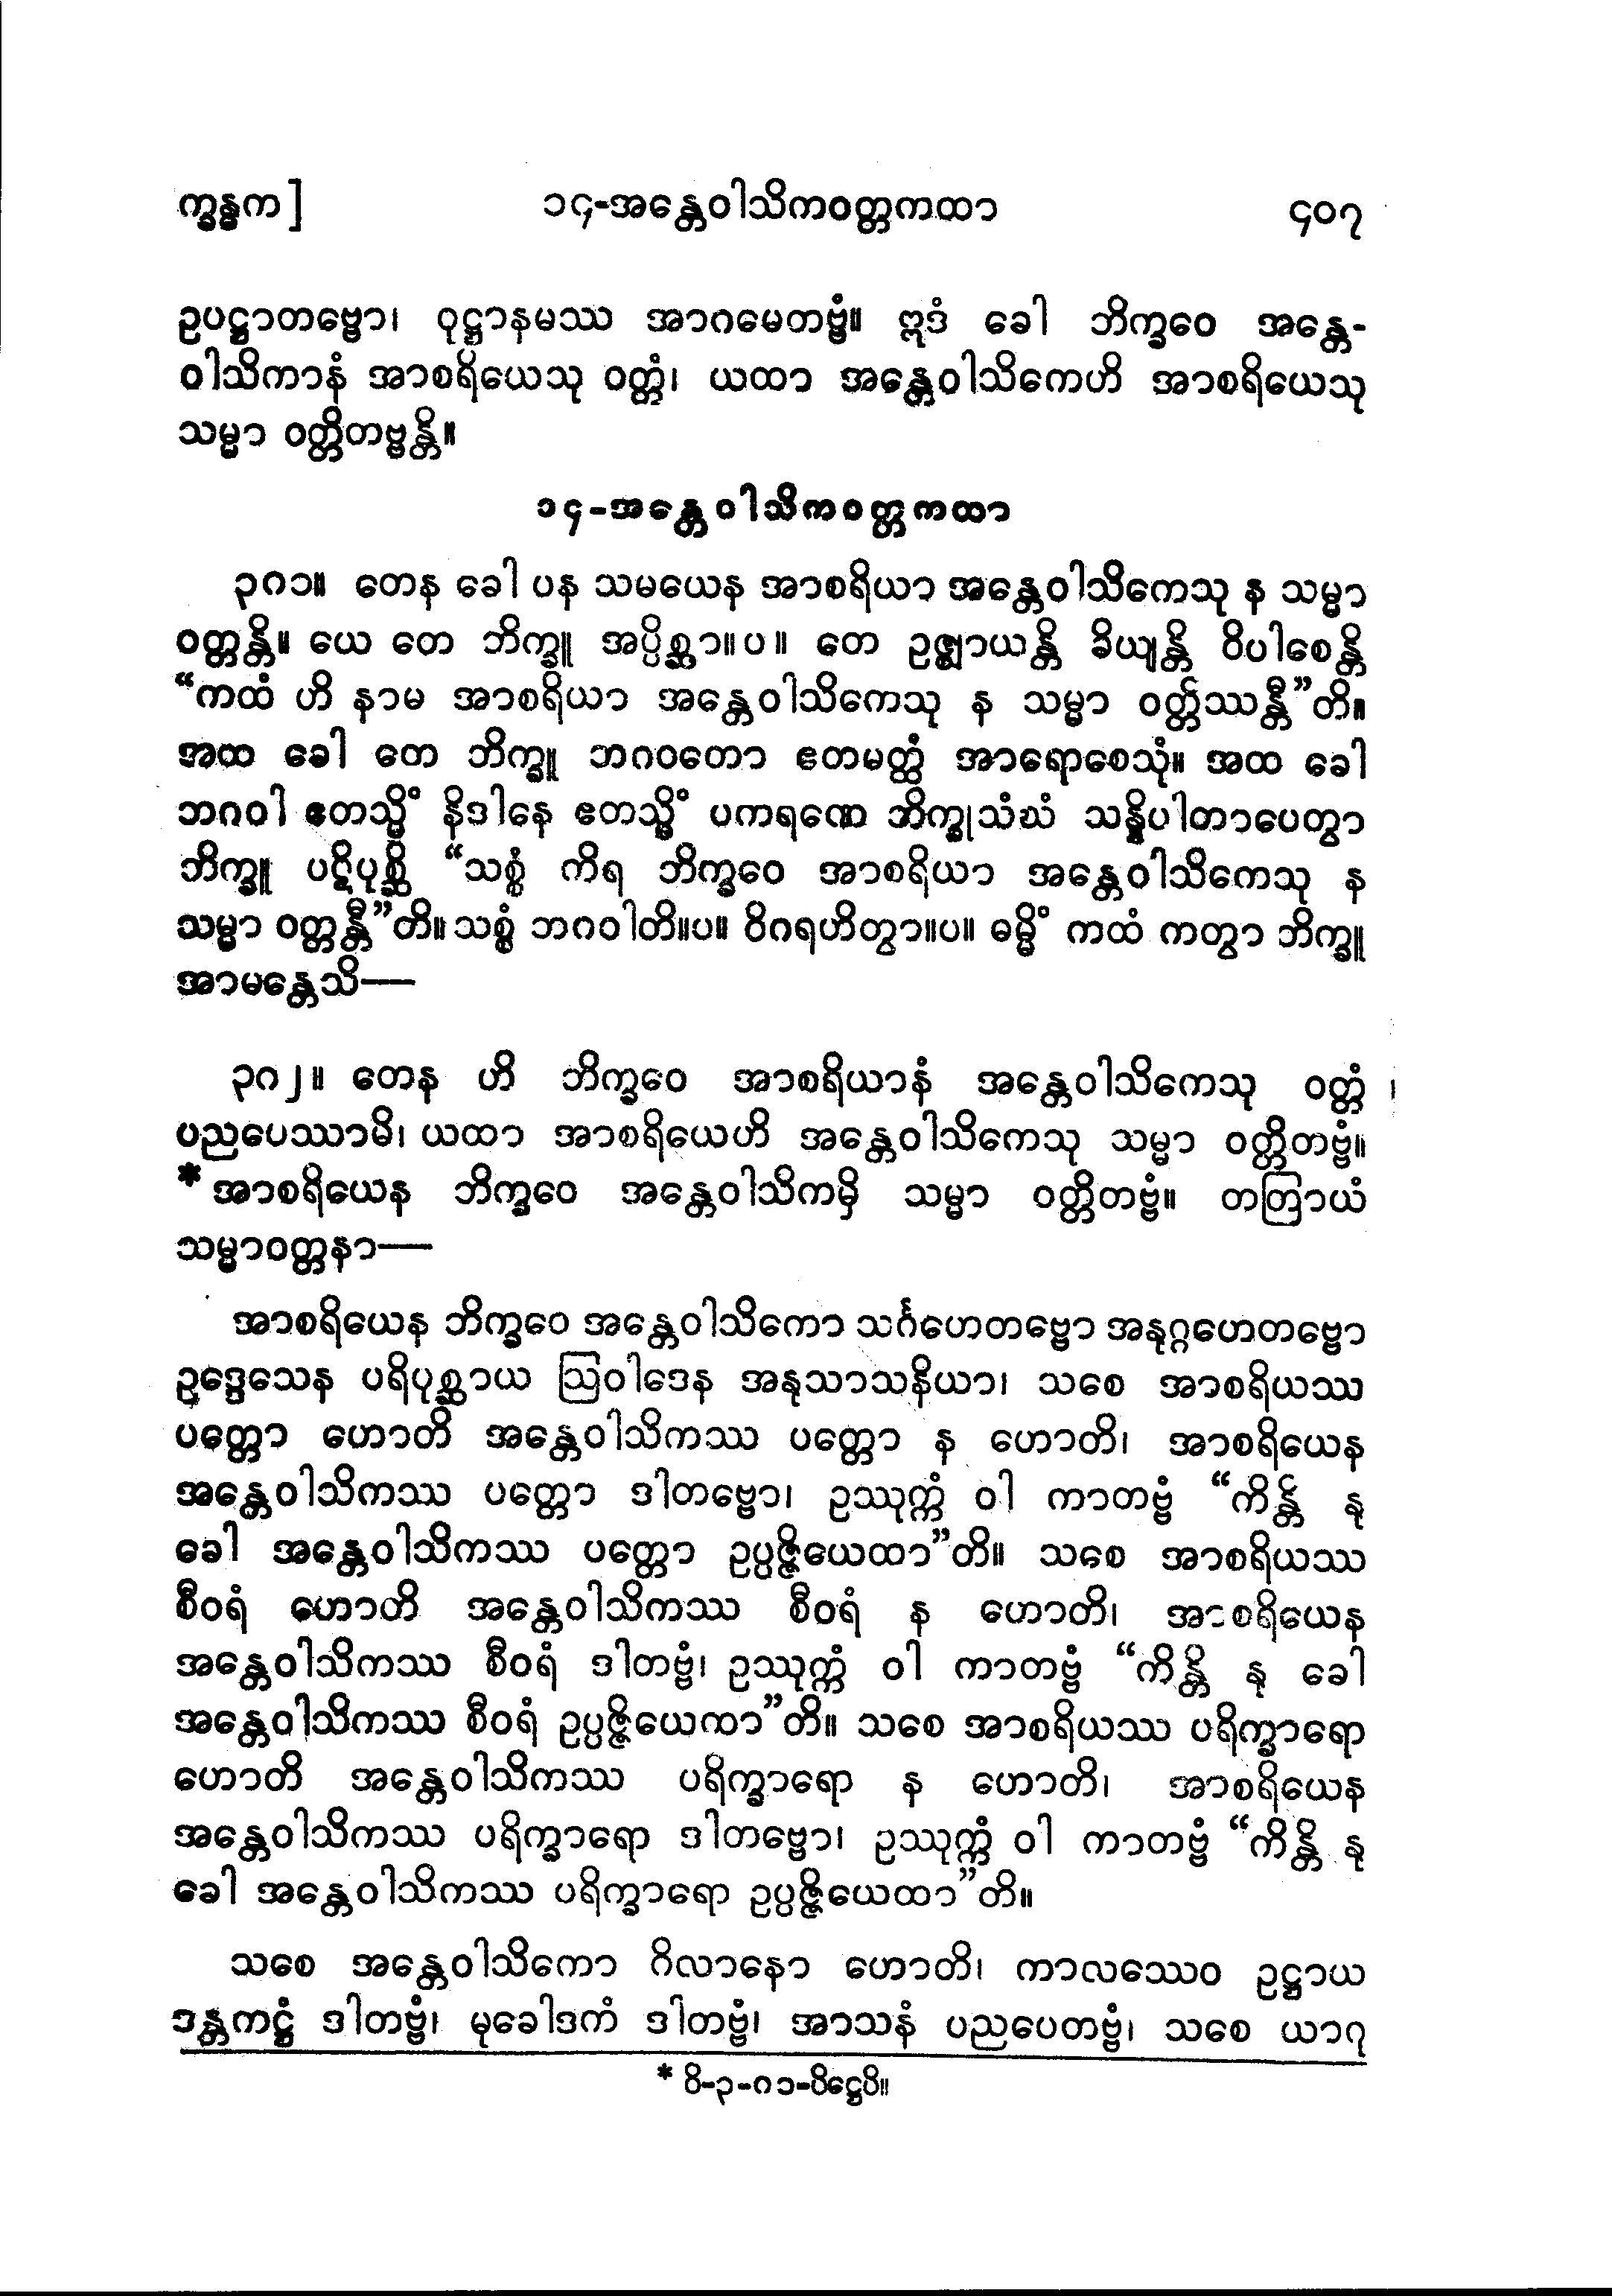 က္ခန္ဓက]
၁၄-အန္တေဝါသိကဝတ္တကထာ
၄၀၇
ဥပဋ္ဌာတဗ္ဗော၊ ဝုဋ္ဌာနမဿ အာဂမေတဗ္ဗံ။ ဣဒံ ခေါ ဘိက္ခဝေ အန္တေ-
ဝါသိကာနံ အာစရိယေသု ဝတ္တံ၊ ယထာ အန္တေဝါသိကေဟိ အာစရိယေသု
သမ္မာ ဝတ္တိတဗ္ဗန္တိ။
၁၄-အန္တေဝါသိကဝတ္တကထာ
၃၈၁။ တေန ခေါ ပန သမယေန အာစရိယာ အန္တေဝါသိကေသု န သမ္မာ
ဝတ္တန္တိ။ ယေ တေ ဘိက္ခူ အပ္ပိစ္ဆာ။ပ။ တေ ဥဇ္ဈာယန္တိ ခိယျန္တိ ဝိပါစေန္တိ
“ကထံ ဟိ နာမ အာစရိယာ အန္တေဝါသိကေသု န သမ္မာ ဝတ္တိဿန္တီ”တိ။
အထ ခေါ တေ ဘိက္ခူ ဘဂဝတော ဧတမတ္ထံ အာရောစေသုံ။ အထ ခေါ
ဘဂဝါ ဧတသ္မိံ နိဒါနေ ဧတသ္မိံ ပကရဏေ ဘိက္ခုသံဃံ သန္နိပါတာပေတွာ
ဘိက္ခူ ပဋိပုစ္ဆိ “သစ္စံ ကိရ ဘိက္ခဝေ အာစရိယာ အန္တေဝါသိကေသု န
သမ္မာ ဝတ္တန္တီ”တိ။ သစ္စံ ဘဂဝါတိ။ပ။ ဝိဂရဟိတွာ။ပ။ ဓမ္မိံ ကထံ ကတွာ ဘိက္ခူ
အာမန္တေသိ—
၃၈၂။ တေန ဟိ ဘိက္ခဝေ အာစရိယာနံ အန္တေဝါသိကေသု ဝတ္တံ
ပညပေဿာမိ၊ ယထာ အာစရိယေဟိ အန္တေဝါသိကေသု သမ္မာ ဝတ္တိတဗ္ဗံ။
* အာစရိယေန ဘိက္ခဝေ အန္တေဝါသိကမှိ သမ္မာ ဝတ္တိတဗ္ဗံ။ တတြာယံ
သမ္မာဝတ္တနာ—
အာစရိယေန ဘိက္ခဝေ အန္တေဝါသိကော သင်္ဂဟေတဗ္ဗော အနုဂ္ဂဟေတဗ္ဗော
ဥဒ္ဒေသေန ပရိပုစ္ဆာယ ဩဝါဒေန အနုသာသနိယာ၊ သစေ အာစရိယဿ
ပတ္တော ဟောတိ အန္တေဝါသိကဿ ပတ္တော န ဟောတိ၊ အာစရိယေန
အန္တေဝါသိကဿ ပတ္တော ဒါတဗ္ဗော၊ ဥဿုက္ကံ ဝါ ကာတဗ္ဗံ “ကိန္တိ နု
ခေါ အန္တေဝါသိကဿ ပတ္တော ဥပ္ပဇ္ဇိယေထာ”တိ။ သစေ အာစရိယဿ
စီဝရံ ဟောတိ အန္တေဝါသိကဿ စီဝရံ န ဟောတိ၊ အာစရိယေန
အန္တေဝါသိကဿ စီဝရံ ဒါတဗ္ဗံ၊ ဥဿုက္ကံ ဝါ ကာတဗ္ဗံ “ကိန္တိ နု ခေါ
အန္တေဝါသိကဿ စီဝရံ ဥပ္ပဇ္ဇိယေထာ”တိ။ သစေ အာစရိယဿ ပရိက္ခာရော
ဟောတိ အန္တေဝါသိကဿ ပရိက္ခာရော န ဟောတိ၊ အာစရိယေန
အန္တေဝါသိကဿ ပရိက္ခာရော ဒါတဗ္ဗော၊ ဥဿုက္ကံ ဝါ ကာတဗ္ဗံ “ကိန္တိ နု
ခေါ အန္တေဝါသိကဿ ပရိက္ခာရော ဥပ္ပဇ္ဇိယေထာ”တိ။
သစေ အန္တေဝါသိကော ဂိလာနော ဟောတိ၊ ကာလဿေဝ ဥဋ္ဌာယ
ဒန္တကဋ္ဌံ ဒါတဗ္ဗံ၊ မုခေါဒကံ ဒါတဗ္ဗံ၊ အာသနံ ပညပေတဗ္ဗံ၊ သစေ ယာဂု
* ဝိ-၃-၈၁-ပိဋ္ဌေပိ။